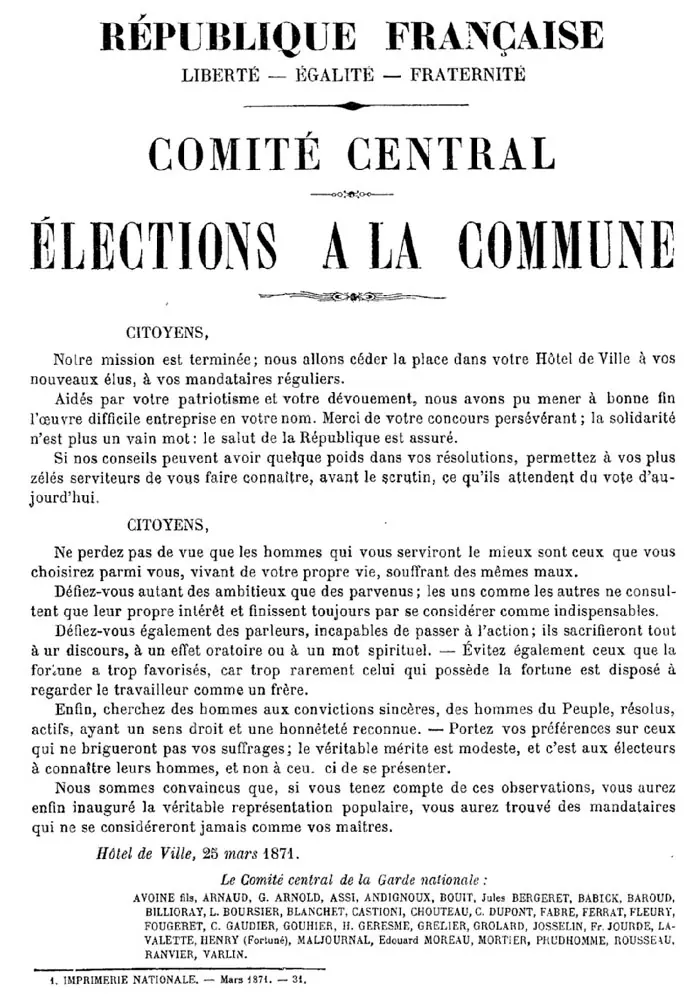 RÉPUBLIQUE FRANÇAISE
LIBERTÉ — ÉGALITÉ — FRATERNITÉ
COMITÉ CENTRAL
ÉLECTIONS A LA COMMUNE
CITOYENS,
Notre mission est terminée ; nous allons céder la place dans votre Hôtel de Ville à vos
nouveaux élus, à vos mandataires réguliers.
Aidés par votre patriotisme et votre dévouement, nous avons pu mener à bonne fin
l'œuvre difficile entreprise en votre nom. Merci de votre concours persévérant ; la solidarité
n'est plus un vain mot : le salut de la République est assuré.
Si nos conseils peuvent avoir quelque poids dans vos résolutions, permettez à vos plus
zélés serviteurs de vous faire connaître, avant le scrutin, ce qu'ils attendent du vote d'au-
jourd'hui.
CITOYENS,
Ne perdez pas de vue que les hommes qui vous serviront le mieux sont ceux que vous
choisirez parmi vous, vivant de votre propre vie, souffrant des mêmes maux.
Défiez-vous autant des ambitieux que des parvenus ; les uns comme les autres ne consul-
tent que leur propre intérêt et finissent toujours par se considérer comme indispensables.
Défiez-vous également des parleurs, incapables de passer à l'action ; ils sacrifieront tout
à ur discours, à un effet oratoire ou à un mot spirituel. — Évitez également ceux que la
fortune a trop favorisés, car trop rarement celui qui possède la fortune est disposé à
regarder le travailleur comme un frère.
Enfin, cherchez des hommes aux convictions sincères, des hommes du Peuple, résolus,
actifs, ayant un sens droit et une honnêteté reconnue. — Portez vos préférences sur ceux
qui ne brigueront pas vos suffrages ; le véritable mérite est modeste, et c'est aux électeurs
à connaître leurs hommes, et non à ceu. ci de se présenter.
Nous sommes convaincus que, si vous tenez compte de ces observations, vous aurez
enfin inauguré la véritable représentation populaire, vous aurez trouvé des mandataires
qui ne se considéreront jamais comme vos maîtres.
Hôtel de Ville, 25 mars 1871.
Le Comité central de la Garde nationale :
AVOINE fils, ARNAUD, G. ARNOLD, ASSI, ANDIGNOUX, BOUIT, Jules BERGERET, BABICK, BAROUD,
BILLIORAY, L. BOURSIER, BLANCHET, CASTIONI, CHOUTEAU, C. DUPONT, FABRE, FERRAT, FLEURY,
FOUGERET, C. GAUDIER, GOUHIER, H. GERESME, GRELIER, GROLARD, JOSSELIN, Fr. JOURDE, LA-
VALETTE, HENRY (Fortuné), MALJOURNAL, Edouard MOREAU, MORTIER, PRUDHOMME, ROUSSEAU,
RANVIER, VARLIN.
1. IMPRIMERIE NATIONALE. — Mars 1871. — 31.